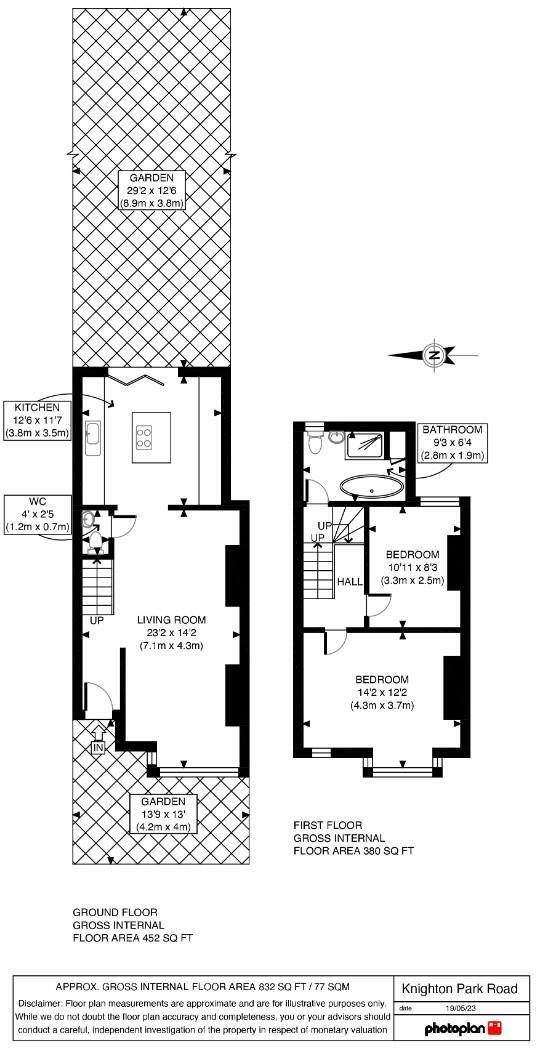 GARDEN
29'2 x 12'6
(8.9m x 3.8m)
N
KITCHEN
12'6 x 11'7
(3.8m x 3.5m)
BATHROOM
9'3 x 6'4
(2.8m x 1.9m)
WC
4' x 2'5
(1.2m x 0.7m)
UP
UP
BEDROOM
10'11 x 8'3
(3.3m x 2.5m)
HALL
UP
LIVING ROOM
23'2 x 14'2
(7.1m x 4.3m)
BEDROOM
14'2 x 12'2
(4.3m x 3.7m)
IN
GARDEN
13'9 x 13'
(4.2m x 4m)
FIRST FLOOR
GROSS INTERNAL
FLOOR AREA 380 SQ FT
GROUND FLOOR
GROSS INTERNAL
FLOOR AREA 452 SQ FT
APPROX. GROSS INTERNAL FLOOR AREA 832 SQ FT / 77 SQM
Disclaimer: Floor plan measurements are approximate and are for illustrative purposes only.
While we do not doubt the floor plan accuracy and completeness, you or your advisors should
conduct a careful, independent investigation of the property in respect of monetary valuation
Knighton Park Road
date 19/05/23
photoplan